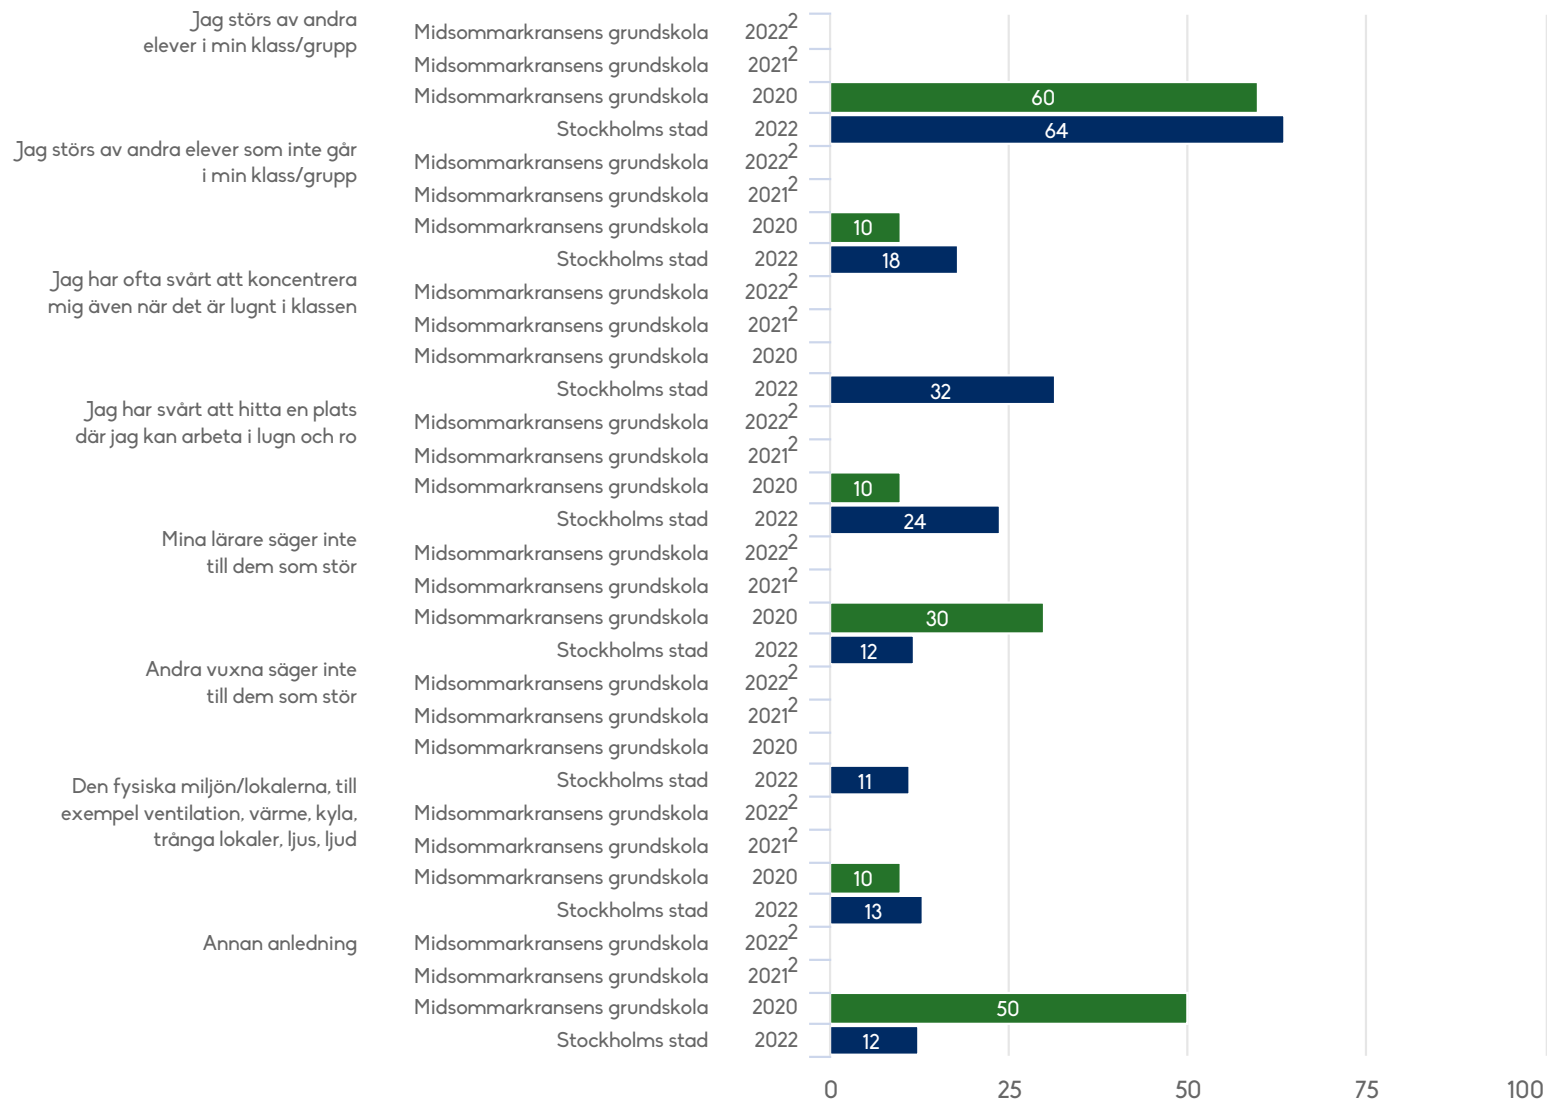 Jag störs av andra
elever i min klass/grupp
Midsommarkransens grundskola 2022²
Midsommarkransens grundskola 2021²
Midsommarkransens grundskola 2020 60
Stockholms stad 2022 64
Jag störs av andra elever som inte går
i min klass/grupp
Midsommarkransens grundskola 2022²
Midsommarkransens grundskola 2021²
Midsommarkransens grundskola 2020 10
Stockholms stad 2022 18
Jag har ofta svårt att koncentrera
mig även när det är lugnt i klassen
Midsommarkransens grundskola 2022²
Midsommarkransens grundskola 2021²
Midsommarkransens grundskola 2020
Stockholms stad 2022 32
Jag har svårt att hitta en plats
där jag kan arbeta i lugn och ro
Midsommarkransens grundskola 2022²
Midsommarkransens grundskola 2021²
Midsommarkransens grundskola 2020 10
Stockholms stad 2022 24
Mina lärare säger inte
till dem som stör
Midsommarkransens grundskola 2022²
Midsommarkransens grundskola 2021²
Midsommarkransens grundskola 2020 30
Stockholms stad 2022 12
Andra vuxna säger inte
till dem som stör
Midsommarkransens grundskola 2022²
Midsommarkransens grundskola 2021²
Midsommarkransens grundskola 2020
Stockholms stad 2022 11
Den fysiska miljön/lokalerna, till
exempel ventilation, värme, kyla,
trånga lokaler, ljus, ljud
Midsommarkransens grundskola 2022²
Midsommarkransens grundskola 2021²
Midsommarkransens grundskola 2020 10
Stockholms stad 2022 13
Annan anledning
Midsommarkransens grundskola 2022²
Midsommarkransens grundskola 2021²
Midsommarkransens grundskola 2020 50
Stockholms stad 2022 12
0 25 50 75 100